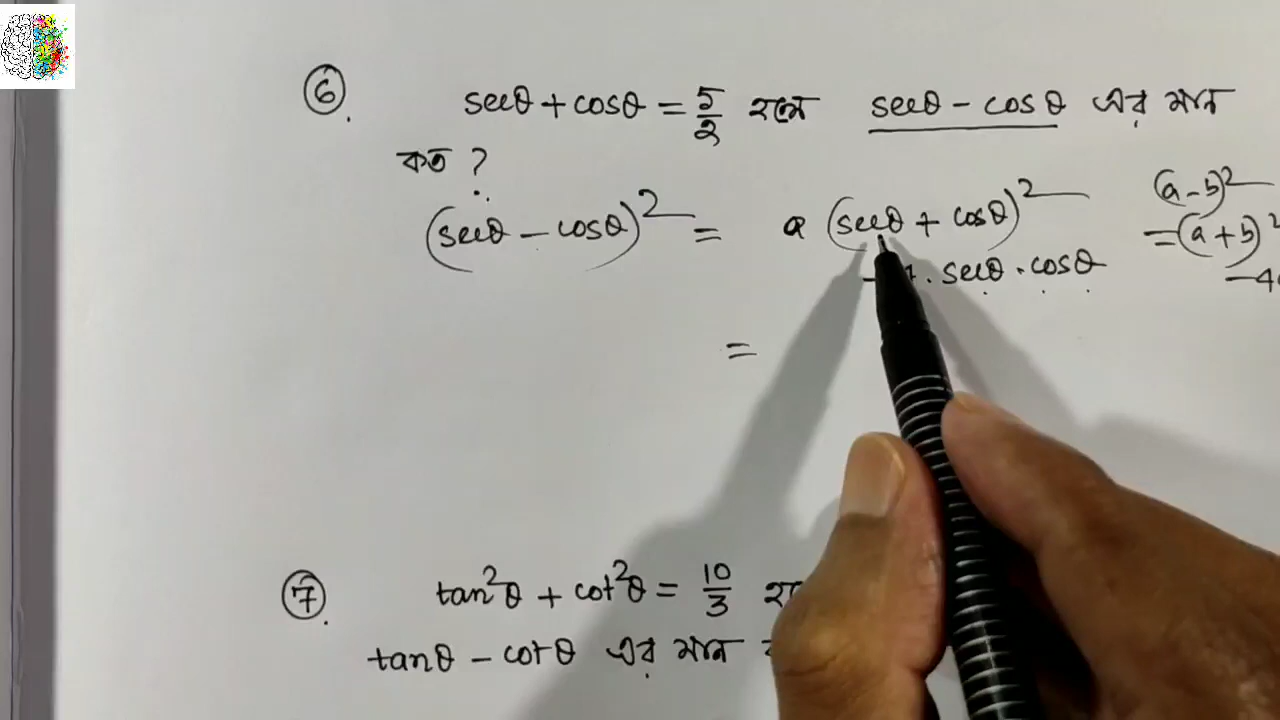 6. secθ + cosθ = 5/2 হলে secθ - cosθ এর মান
কত ?
(secθ - cosθ)² = (secθ + cosθ)²
. secθ . cosθ
(a - b)²
= (a + b)²
- 4
=
7. tan²θ + cot²θ = 10/3
tanθ - cotθ এর মান